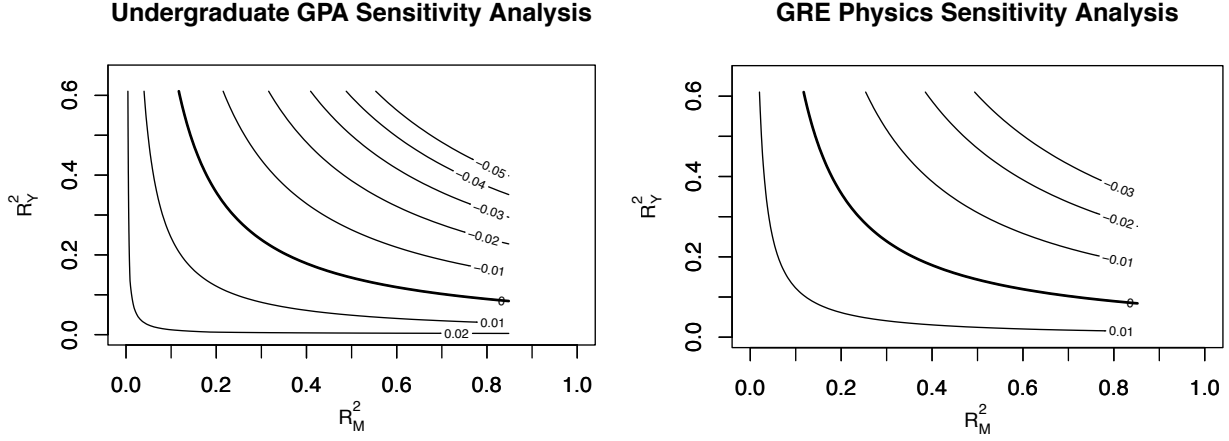 Undergraduate GPA Sensitivity Analysis
R²Y
0.6
0.4
0.2
0.0
−0.05
−0.04
−0.03
−0.02
−0.01
0
0.01
0.02
0.0 0.2 0.4 0.6 0.8 1.0
R²M
GRE Physics Sensitivity Analysis
R²Y
0.6
0.4
0.2
0.0
−0.03
−0.02
−0.01
0
0.01
0.0 0.2 0.4 0.6 0.8 1.0
R²M